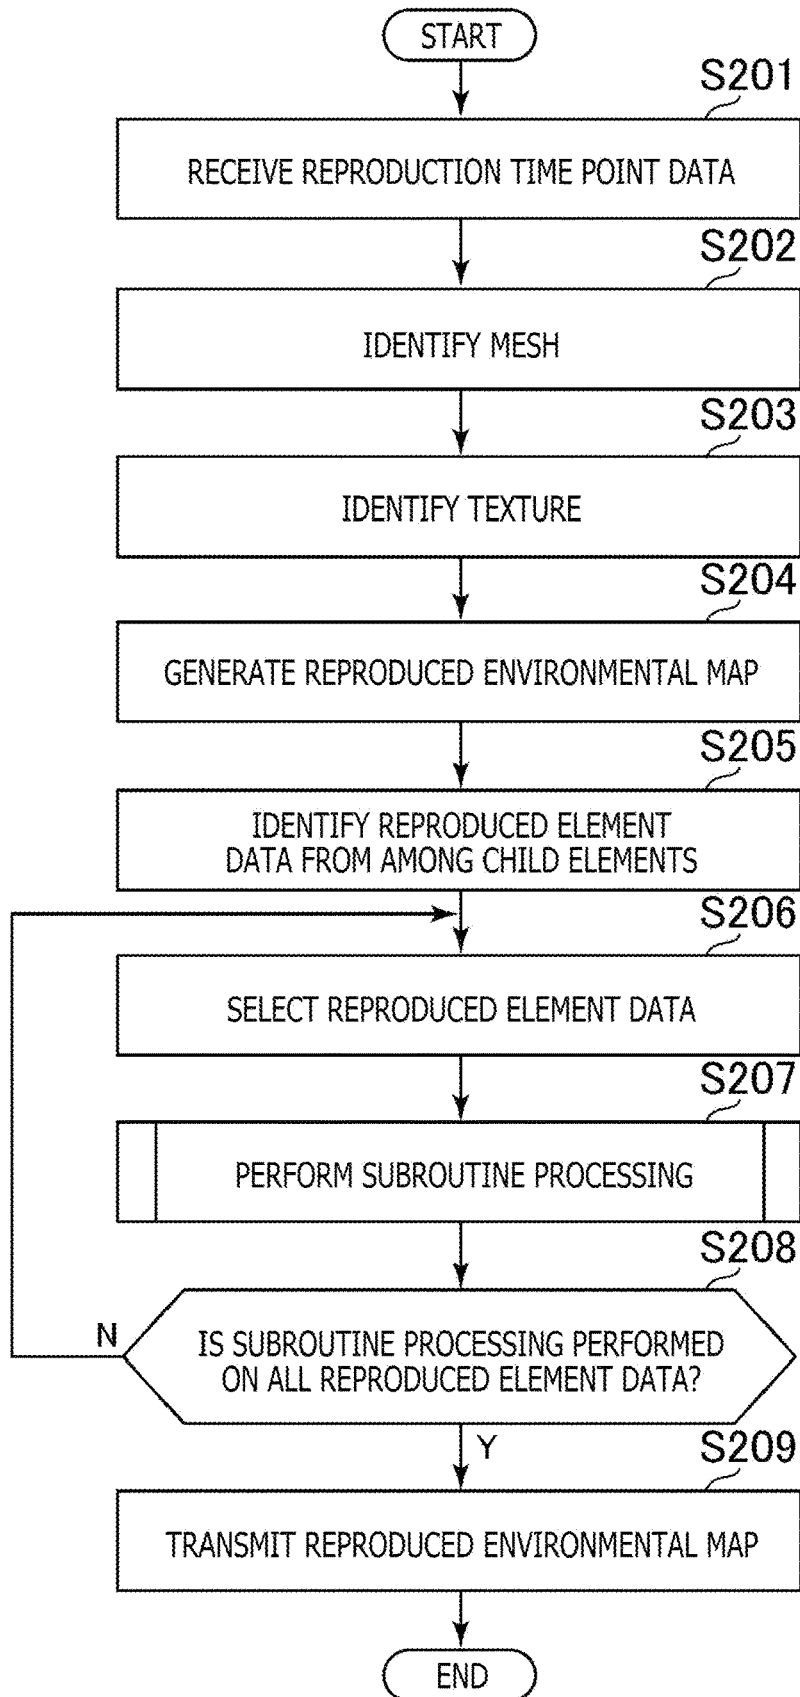 START
S201
RECEIVE REPRODUCTION TIME POINT DATA
S202
IDENTIFY MESH
S203
IDENTIFY TEXTURE
S204
GENERATE REPRODUCED ENVIRONMENTAL MAP
S205
IDENTIFY REPRODUCED ELEMENT
DATA FROM AMONG CHILD ELEMENTS
S206
SELECT REPRODUCED ELEMENT DATA
S207
PERFORM SUBROUTINE PROCESSING
S208
N
IS SUBROUTINE PROCESSING PERFORMED
ON ALL REPRODUCED ELEMENT DATA?
Y
S209
TRANSMIT REPRODUCED ENVIRONMENTAL MAP
END